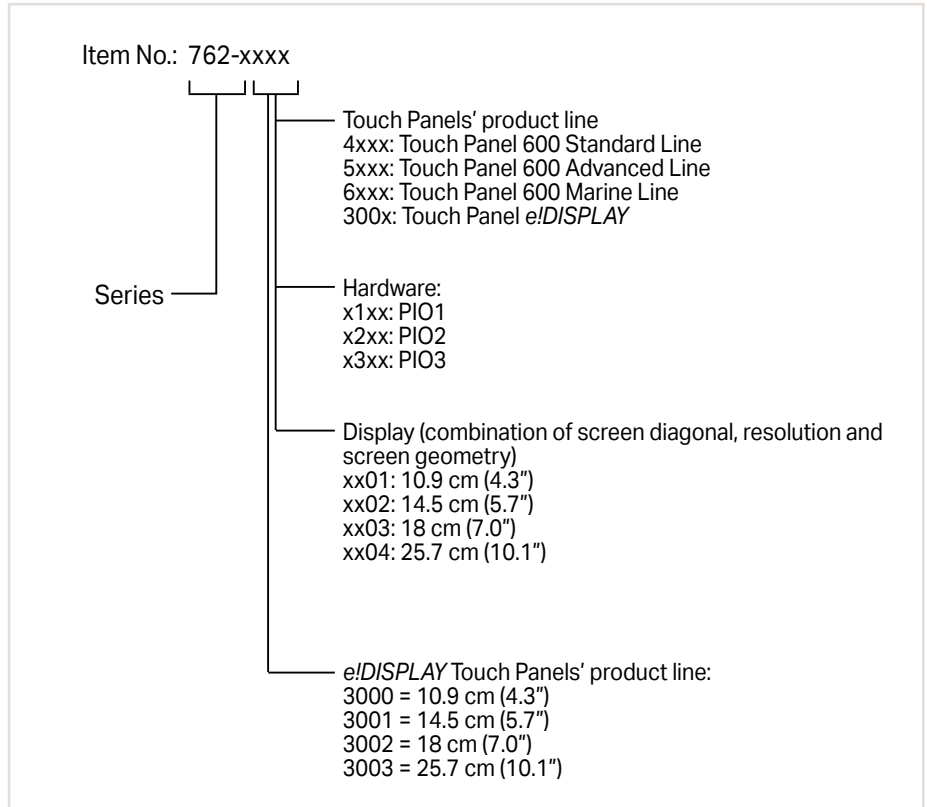 Item No.: 762-xxxx
Touch Panels’ product line
4xxx: Touch Panel 600 Standard Line
5xxx: Touch Panel 600 Advanced Line
6xxx: Touch Panel 600 Marine Line
300x: Touch Panel e!DISPLAY
Series
Hardware:
x1xx: PIO1
x2xx: PIO2
x3xx: PIO3
Display (combination of screen diagonal, resolution and
screen geometry)
xx01: 10.9 cm (4.3”)
xx02: 14.5 cm (5.7”)
xx03: 18 cm (7.0”)
xx04: 25.7 cm (10.1”)
e!DISPLAY Touch Panels’ product line:
3000 = 10.9 cm (4.3”)
3001 = 14.5 cm (5.7”)
3002 = 18 cm (7.0”)
3003 = 25.7 cm (10.1”)